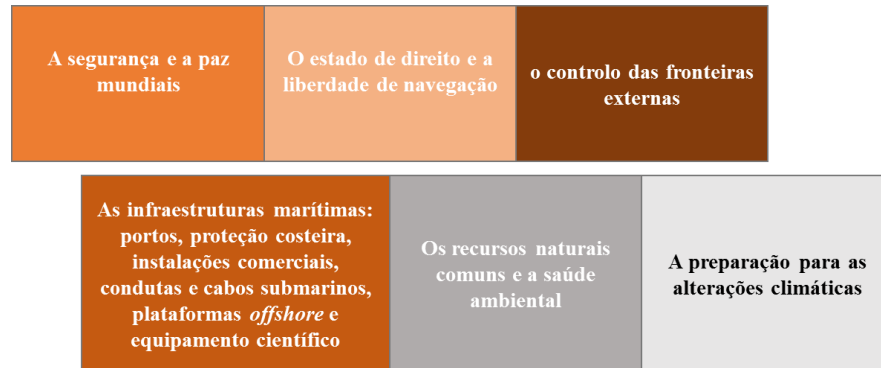 A segurança e a paz
mundiais
O estado de direito e a
liberdade de navegação
o controlo das fronteiras
externas
As infraestruturas marítimas:
portos, proteção costeira,
instalações comerciais,
condutas e cabos submarinos,
plataformas offshore e
equipamento científico
Os recursos naturais
comuns e a saúde
ambiental
A preparação para as
alterações climáticas